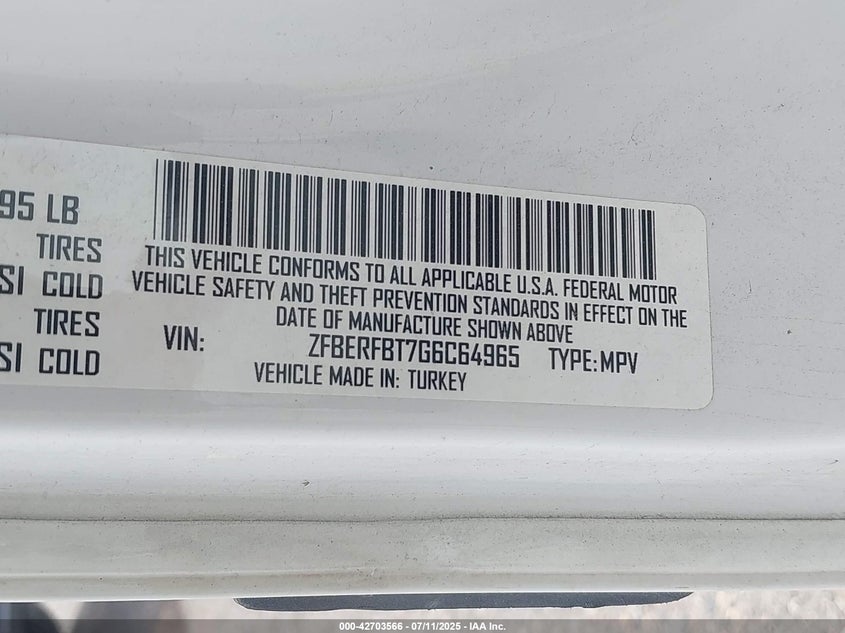 95 LB
TIRES
SI COLD
TIRES
SI COLD
THIS VEHICLE CONFORMS TO ALL APPLICABLE U.S.A. FEDERAL MOTOR
VEHICLE SAFETY AND THEFT PREVENTION STANDARDS IN EFFECT ON THE
DATE OF MANUFACTURE SHOWN ABOVE
VIN: ZFBERFBT7G6C64965 TYPE: MPV
VEHICLE MADE IN: TURKEY
000-42703566 - 07/11/2025 - IAA Inc.